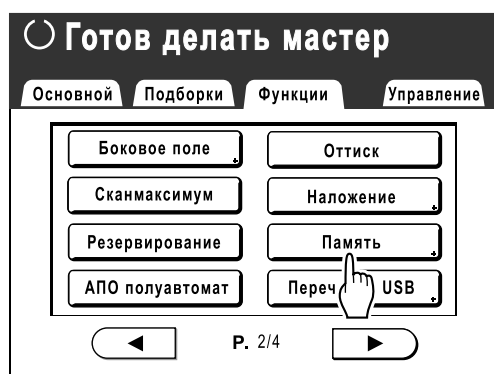 Готов делать мастер
Основной Подборки Функции Управление
Боковое поле Оттиск
Сканмаксимум Наложение
Резервирование Память
АПО полуавтомат Переч USB
P. 2/4